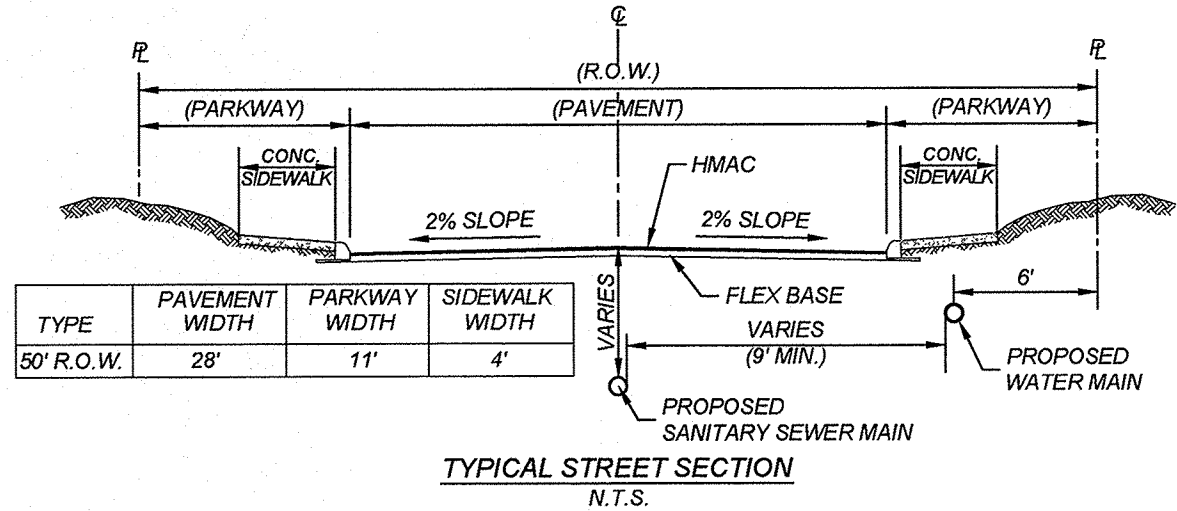 ℄
℄
℄
(R.O.W.)
(PARKWAY)
(PAVEMENT)
(PARKWAY)
CONC.
SIDEWALK
HMAC
CONC.
SIDEWALK
2% SLOPE
2% SLOPE
FLEX BASE
6'
VARIES
VARIES
(9' MIN.)
TYPE
PAVEMENT
WIDTH
PARKWAY
WIDTH
SIDEWALK
WIDTH
50' R.O.W.
28'
11'
4'
PROPOSED
WATER MAIN
PROPOSED
SANITARY SEWER MAIN
TYPICAL STREET SECTION
N.T.S.